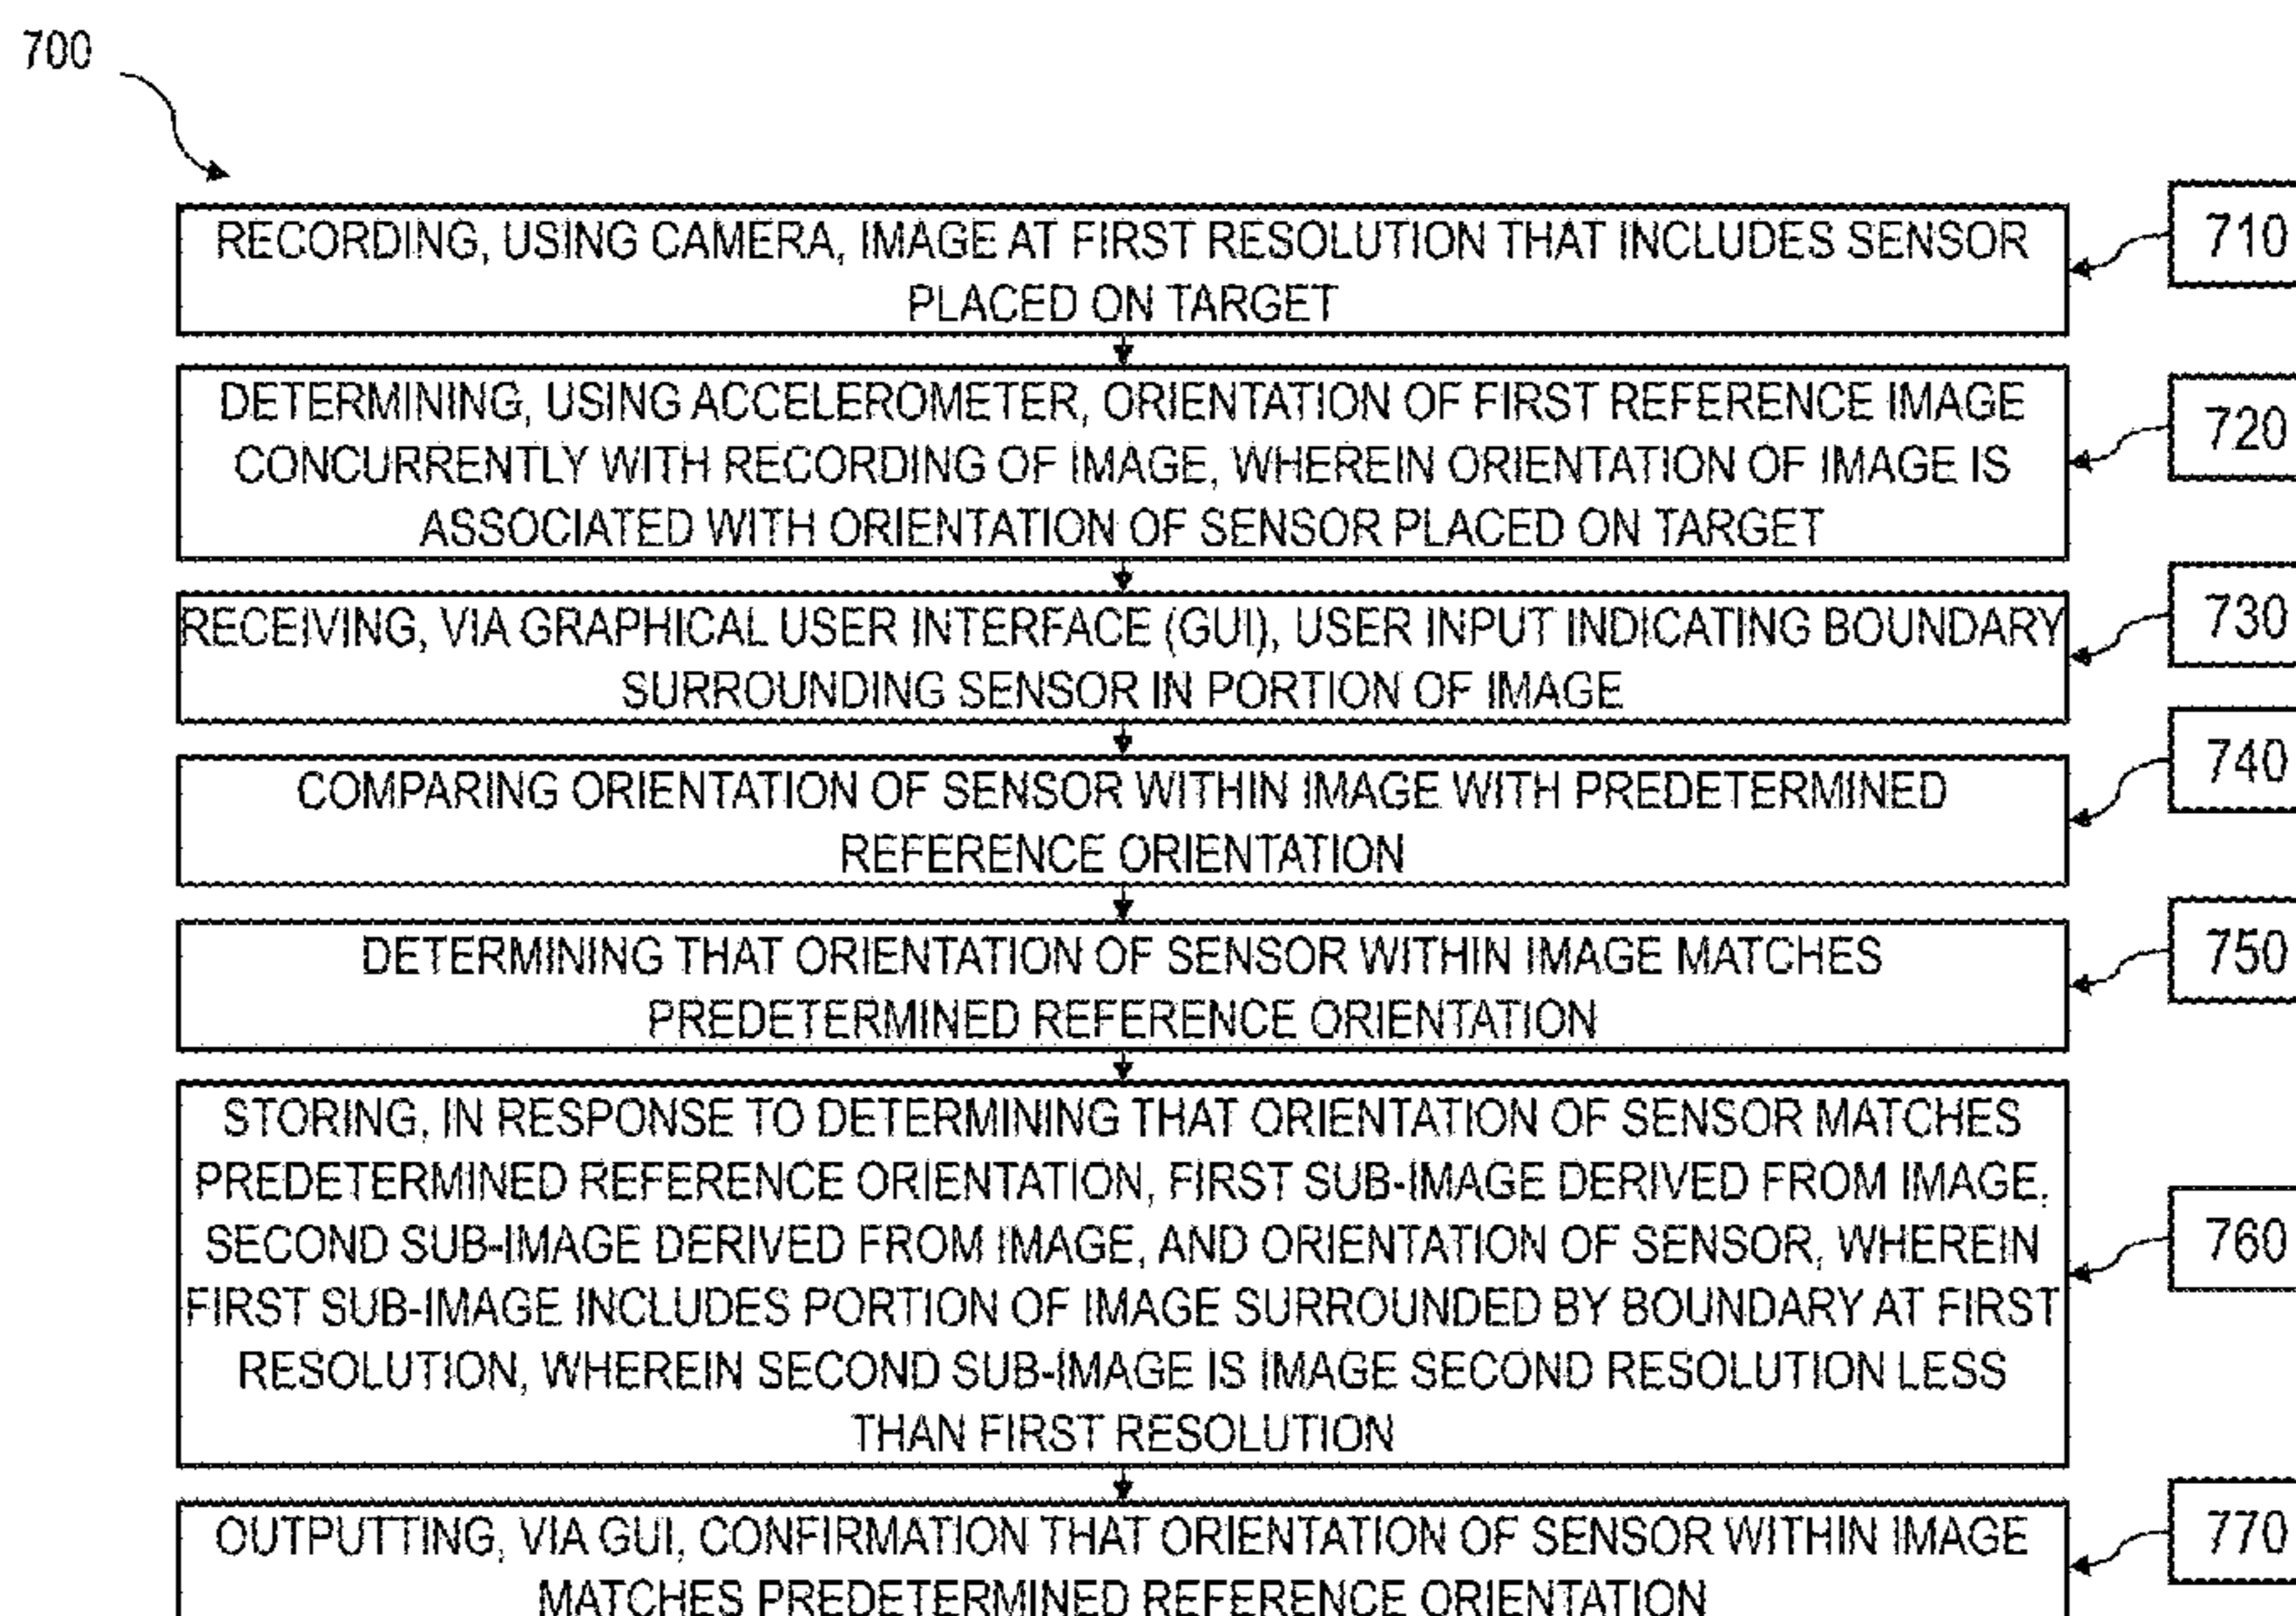 700
RECORDING, USING CAMERA, IMAGE AT FIRST RESOLUTION THAT INCLUDES SENSOR
PLACED ON TARGET
710
DETERMINING, USING ACCELEROMETER, ORIENTATION OF FIRST REFERENCE IMAGE
CONCURRENTLY WITH RECORDING OF IMAGE, WHEREIN ORIENTATION OF IMAGE IS
ASSOCIATED WITH ORIENTATION OF SENSOR PLACED ON TARGET
720
RECEIVING, VIA GRAPHICAL USER INTERFACE (GUI), USER INPUT INDICATING BOUNDARY
SURROUNDING SENSOR IN PORTION OF IMAGE
730
COMPARING ORIENTATION OF SENSOR WITHIN IMAGE WITH PREDETERMINED
REFERENCE ORIENTATION
740
DETERMINING THAT ORIENTATION OF SENSOR WITHIN IMAGE MATCHES
PREDETERMINED REFERENCE ORIENTATION
750
STORING, IN RESPONSE TO DETERMINING THAT ORIENTATION OF SENSOR MATCHES
PREDETERMINED REFERENCE ORIENTATION, FIRST SUB-IMAGE DERIVED FROM IMAGE,
SECOND SUB-IMAGE DERIVED FROM IMAGE, AND ORIENTATION OF SENSOR, WHEREIN
FIRST SUB-IMAGE INCLUDES PORTION OF IMAGE SURROUNDED BY BOUNDARY AT FIRST
RESOLUTION, WHEREIN SECOND SUB-IMAGE IS IMAGE SECOND RESOLUTION LESS
THAN FIRST RESOLUTION
760
OUTPUTTING, VIA GUI, CONFIRMATION THAT ORIENTATION OF SENSOR WITHIN IMAGE
MATCHES PREDETERMINED REFERENCE ORIENTATION
770